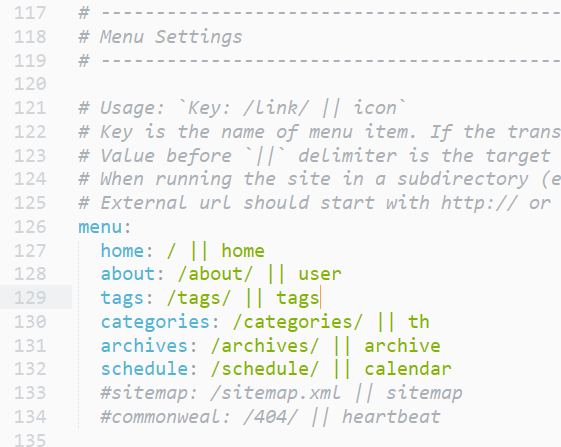 117 # -------------------------------------------
118 # Menu Settings
119 # -------------------------------------------
120
121 # Usage: `Key: /link/ || icon`
122 # Key is the name of menu item. If the trans
123 # Value before `||` delimiter is the target
124 # When running the site in a subdirectory (e
125 # External url should start with http:// or
126 menu:
127   home: / || home
128   about: /about/ || user
129   tags: /tags/ || tags
130   categories: /categories/ || th
131   archives: /archives/ || archive
132   schedule: /schedule/ || calendar
133   #sitemap: /sitemap.xml || sitemap
134   #commonweal: /404/ || heartbeat
135